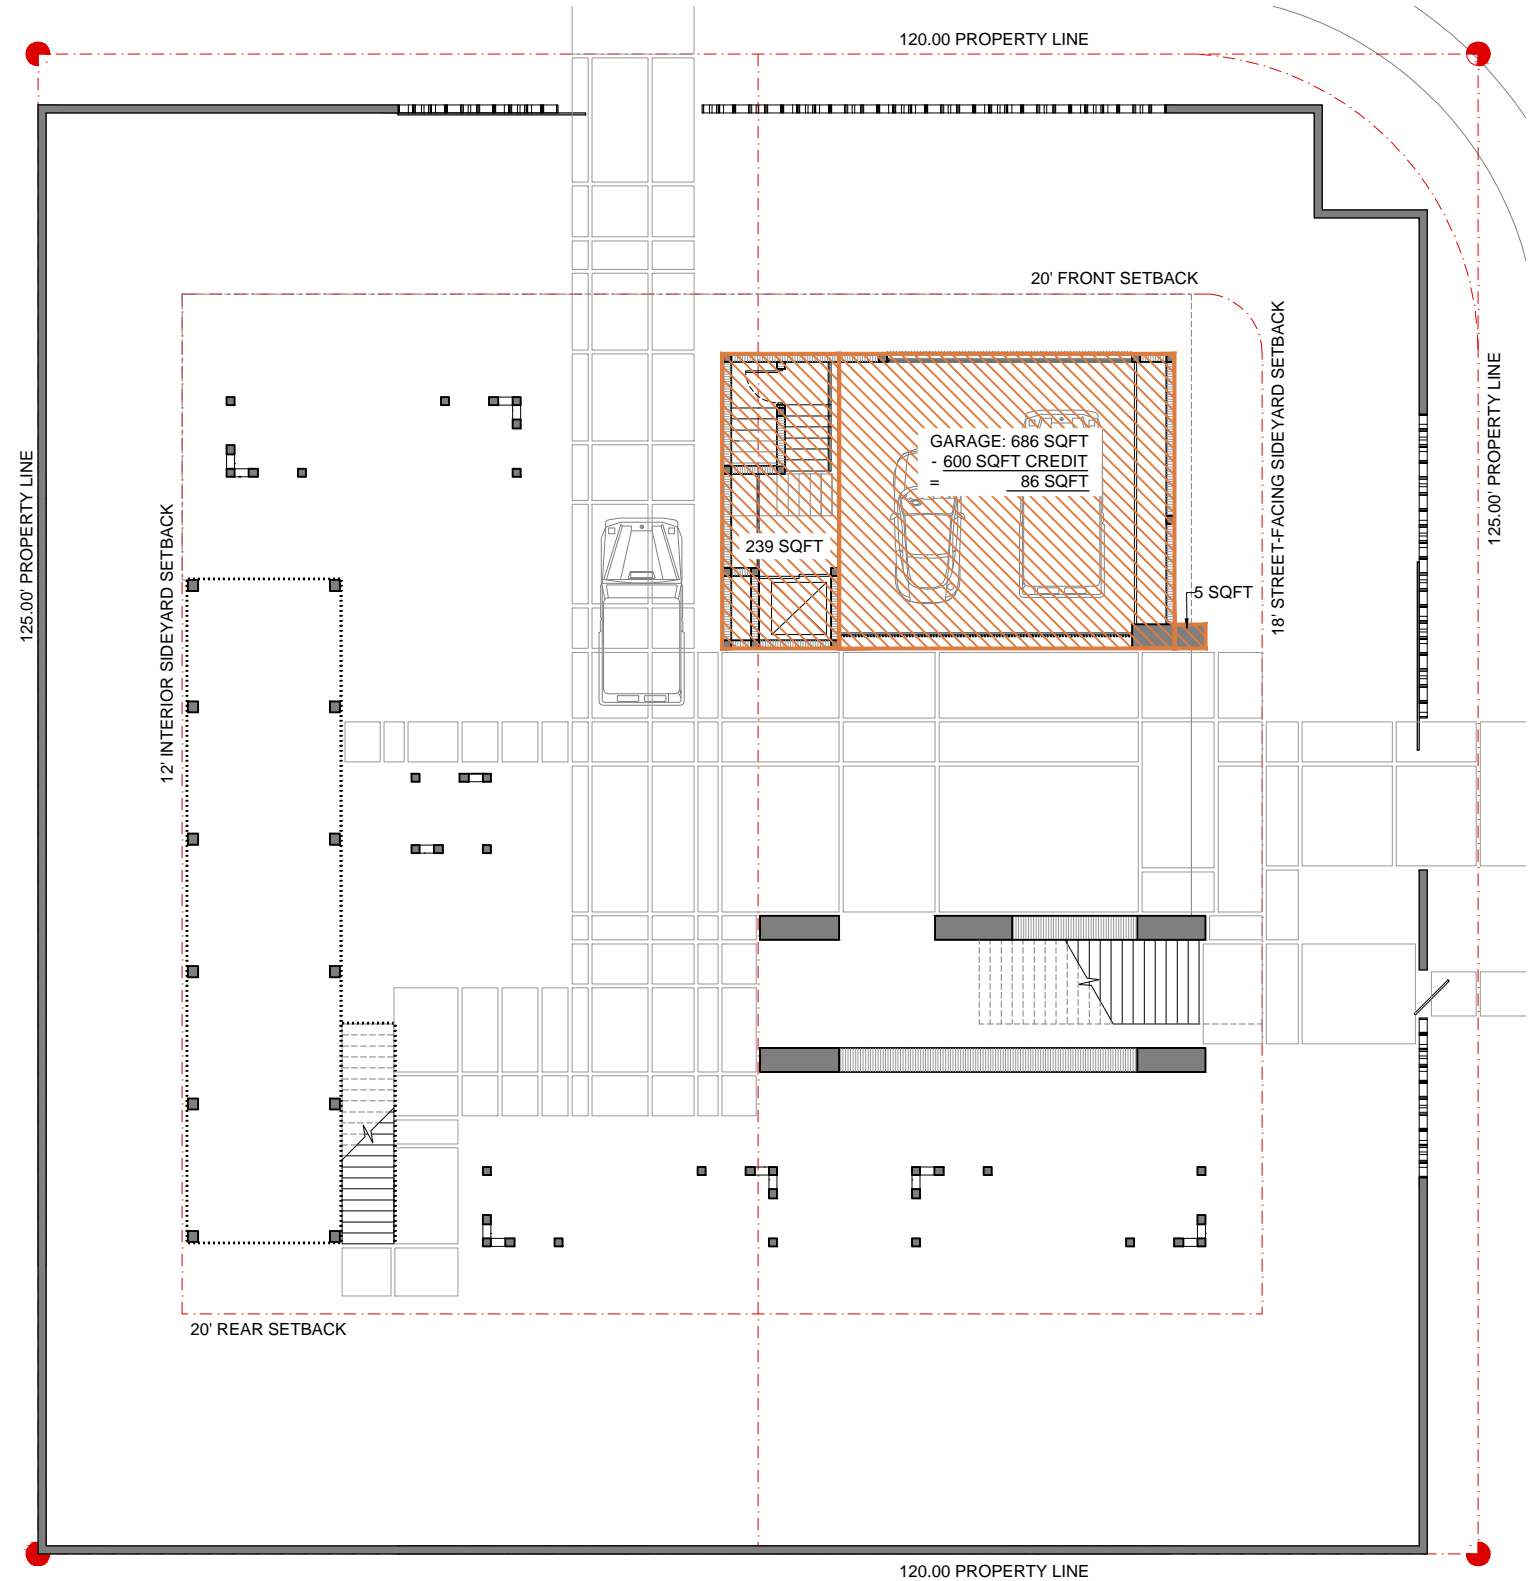 120.00 PROPERTY LINE
20' FRONT SETBACK
18' STREET-FACING SIDEYARD SETBACK
125.00' PROPERTY LINE
GARAGE: 686 SQFT
- 600 SQFT CREDIT
= 86 SQFT
125.00' PROPERTY LINE
12' INTERIOR SIDEYARD SETBACK
239 SQFT
5 SQFT
20' REAR SETBACK
120.00 PROPERTY LINE